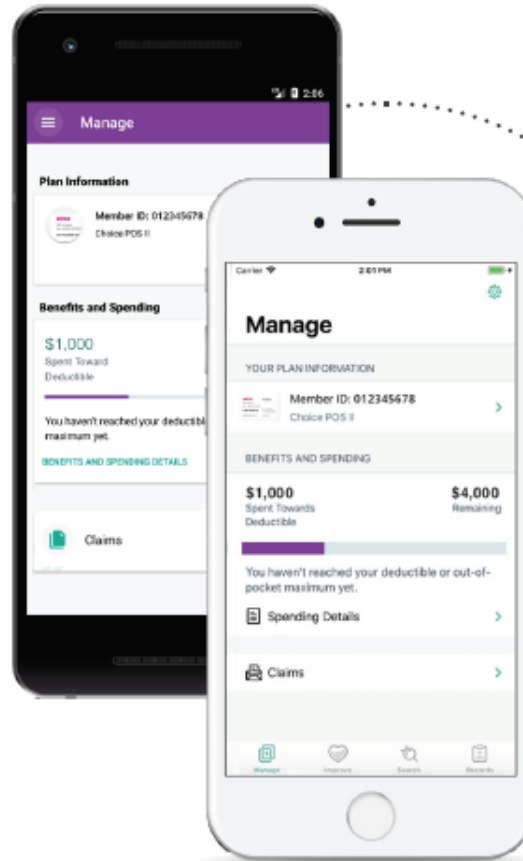 2:06
Manage
Plan Information
Member ID: 012345678
Choice POS II
Benefits and Spending
$1,000
Spent Toward
Deductible
You haven't reached your deductibl
maximum yet.
BENEFITS AND SPENDING DETAILS
Claims
Carrier
2:01 PM
Manage
YOUR PLAN INFORMATION
Member ID: 012345678
Choice POS II
BENEFITS AND SPENDING
$1,000
$4,000
Spent Towards
Remaining
Deductible
You haven't reached your deductible or out-of-
pocket maximum yet.
Spending Details
Claims
Manage
Improve
Search
Records